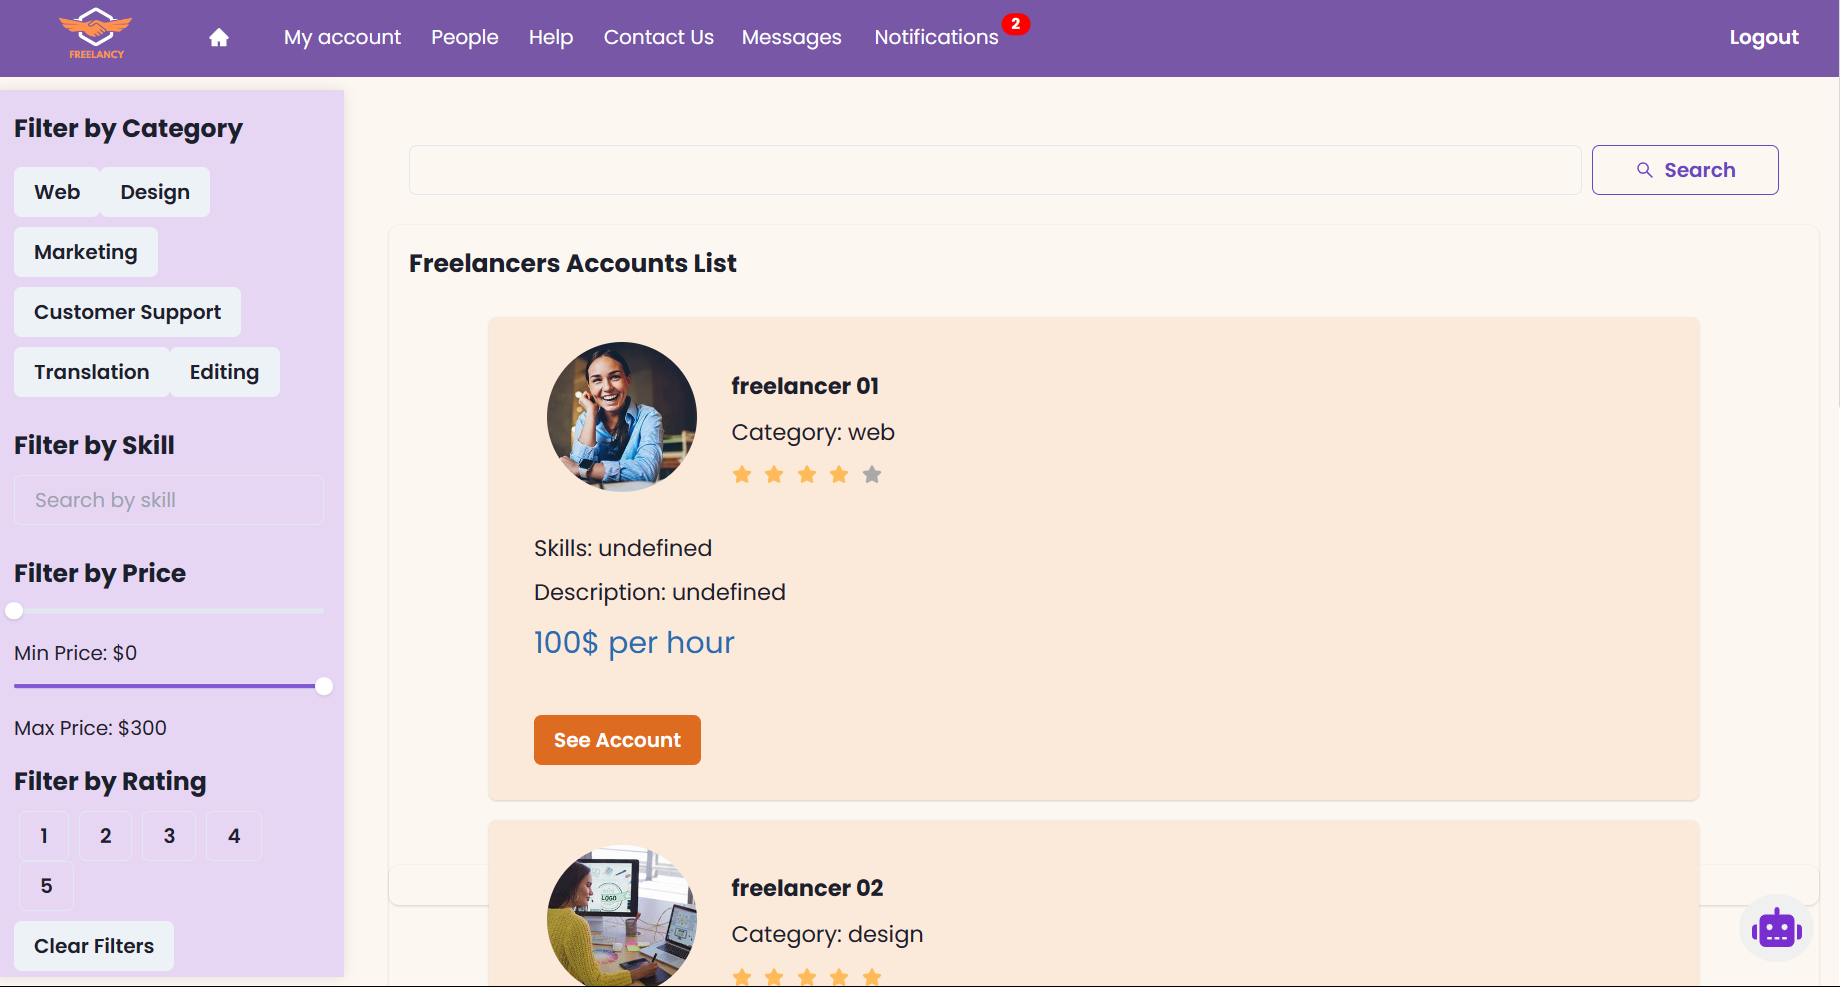 FREELANCY
My account People Help Contact Us Messages Notifications 2 Logout
Filter by Category
Web Design
Marketing
Customer Support
Translation Editing
Filter by Skill
Search by skill
Filter by Price
Min Price: $0
Max Price: $300
Filter by Rating
1 2 3 4
5
Clear Filters
Search
Freelancers Accounts List
freelancer 01
Category: web
Skills: undefined
Description: undefined
100$ per hour
See Account
freelancer 02
Category: design
LOGO